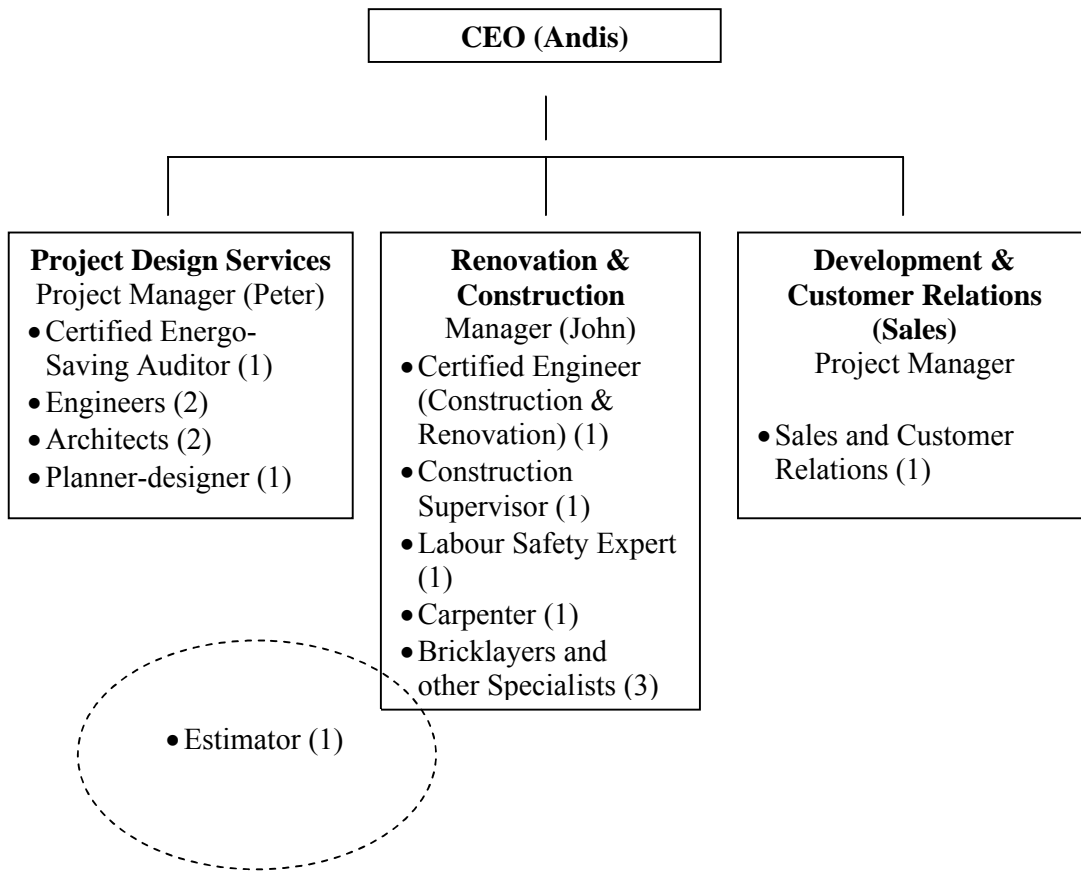 CEO (Andis)
Project Design Services
Project Manager (Peter)
• Certified Energo-
Saving Auditor (1)
• Engineers (2)
• Architects (2)
• Planner-designer (1)
Renovation &
Construction
Manager (John)
• Certified Engineer
(Construction &
Renovation) (1)
• Construction
Supervisor (1)
• Labour Safety Expert
(1)
• Carpenter (1)
• Bricklayers and
other Specialists (3)
Development &
Customer Relations
(Sales)
Project Manager
• Sales and Customer
Relations (1)
• Estimator (1)